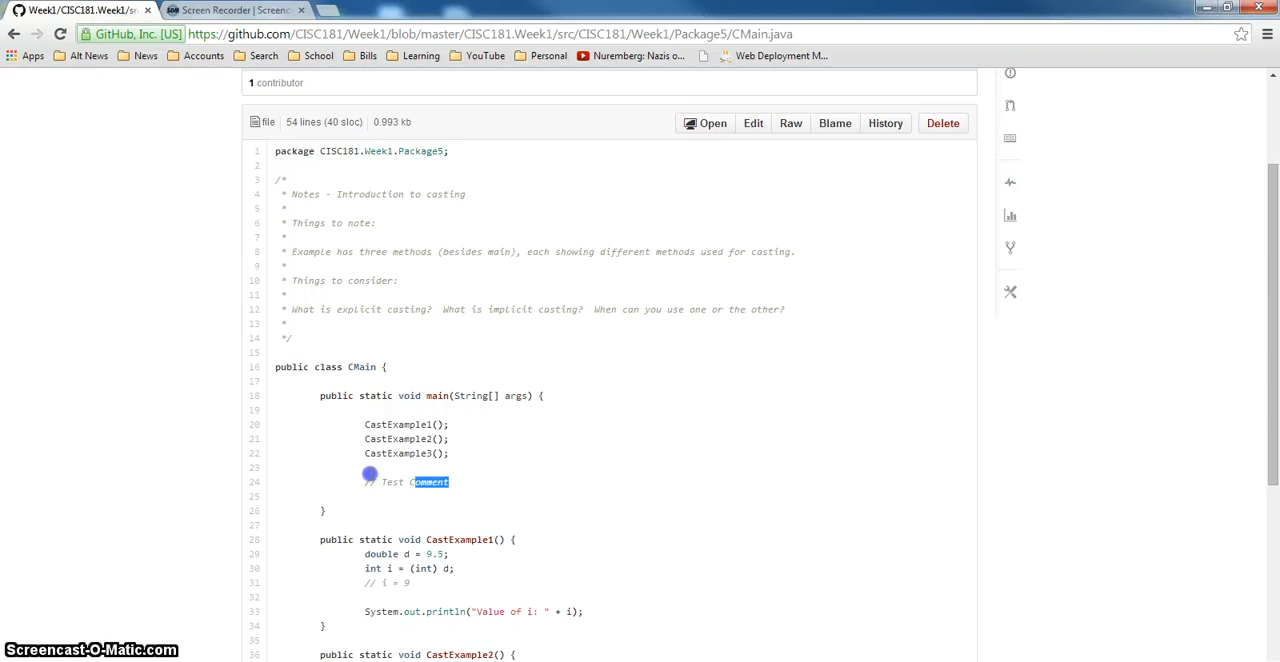 Week1/CISC181.Week1/sr
Screen Recorder | Screenc
GitHub, Inc. [US] https://github.com/CISC181/Week1/blob/master/CISC181.Week1/src/CISC181/Week1/Package5/CMain.java
Apps Alt News News Accounts Search School Bills Learning YouTube Personal Nuremberg: Nazis o... Web Deployment M...
1 contributor
file 54 lines (40 sloc) 0.993 kb Open Edit Raw Blame History Delete
1 package CISC181.Week1.Package5;
2
3 /*
4 * Notes - Introduction to casting
5 *
6 * Things to note:
7 *
8 * Example has three methods (besides main), each showing different methods used for casting.
9 *
10 * Things to consider:
11 *
12 * What is explicit casting?  What is implicit casting?  When can you use one or the other?
13 *
14 */
15
16 public class CMain {
17
18 public static void main(String[] args) {
19
20 CastExample1();
21 CastExample2();
22 CastExample3();
23
24 // Test Comment
25
26 }
27
28 public static void CastExample1() {
29 double d = 9.5;
30 int i = (int) d;
31 // i = 9
32
33 System.out.println("Value of i: " + i);
34 }
35
36 public static void CastExample2() {
Screencast-O-Matic.com